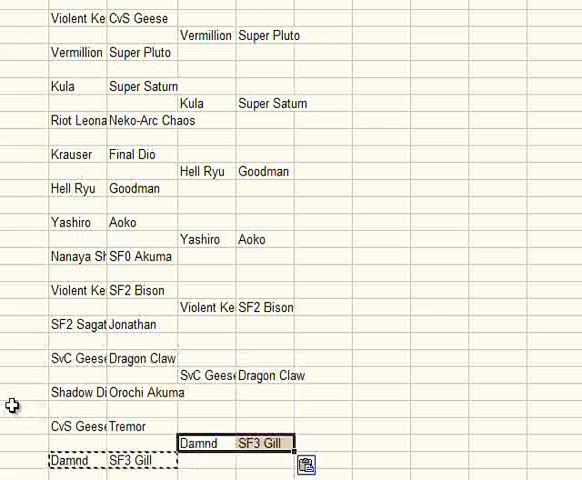 Violent Ke CvS Geese
Vermillion Super Pluto
Vermillion Super Pluto
Kula Super Saturn
Kula Super Saturn
Riot Leona Neko-Arc Chaos
Krauser Final Dio
Hell Ryu Goodman
Hell Ryu Goodman
Yashiro Aoko
Yashiro Aoko
Nanaya Sh SF0 Akuma
Violent Ke SF2 Bison
Violent Ke SF2 Bison
SF2 Sagat Jonathan
SvC Geese Dragon Claw
SvC Geese Dragon Claw
Shadow Di Orochi Akuma
CvS Geese Tremor
Damnd SF3 Gill
Damnd SF3 Gill